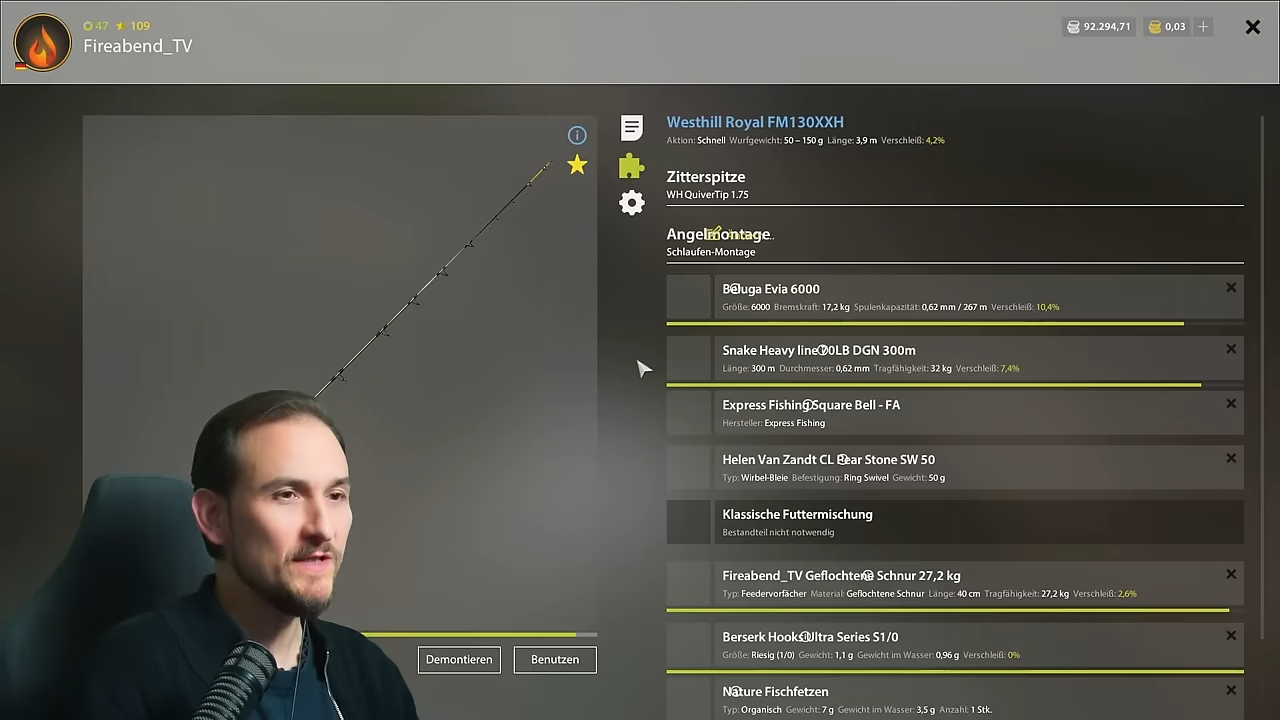 47 109
Fireabend_TV
92.294,71
0,03
Westhill Royal FM130XXH
Aktion: Schnell Wurfgewicht: 50 – 150 g Länge: 3,9 m Verschleiß: 4,2%
Zitterspitze
WH QuiverTip 1.75
Angelmontage
Schlaufen-Montage
Beluga Evia 6000
Größe: 6000 Bremskraft: 17,2 kg Spulenkapazität: 0,62 mm / 267 m Verschleiß: 10,4%
Snake Heavy line 70LB DGN 300m
Länge: 300 m Durchmesser: 0,62 mm Tragfähigkeit: 32 kg Verschleiß: 7,4%
Express Fishing Square Bell - FA
Hersteller: Express Fishing
Helen Van Zandt CL Pear Stone SW 50
Typ: Wirbel-Bleie Befestigung: Ring Swivel Gewicht: 50 g
Klassische Futtermischung
Bestandteil nicht notwendig
Fireabend_TV Geflochtene Schnur 27,2 kg
Typ: Feedervorfächer Material: Geflochtene Schnur Länge: 40 cm Tragfähigkeit: 27,2 kg Verschleiß: 2,6%
Berserk Hooks Ultra Series S1/0
Größe: Riesig (1/0) Gewicht: 1,1 g Gewicht im Wasser: 0,96 g Verschleiß: 0%
Nature Fischfetzen
Typ: Organisch Gewicht: 7 g Gewicht im Wasser: 3,5 g Anzahl: 1 Stk.
Demontieren
Benutzen